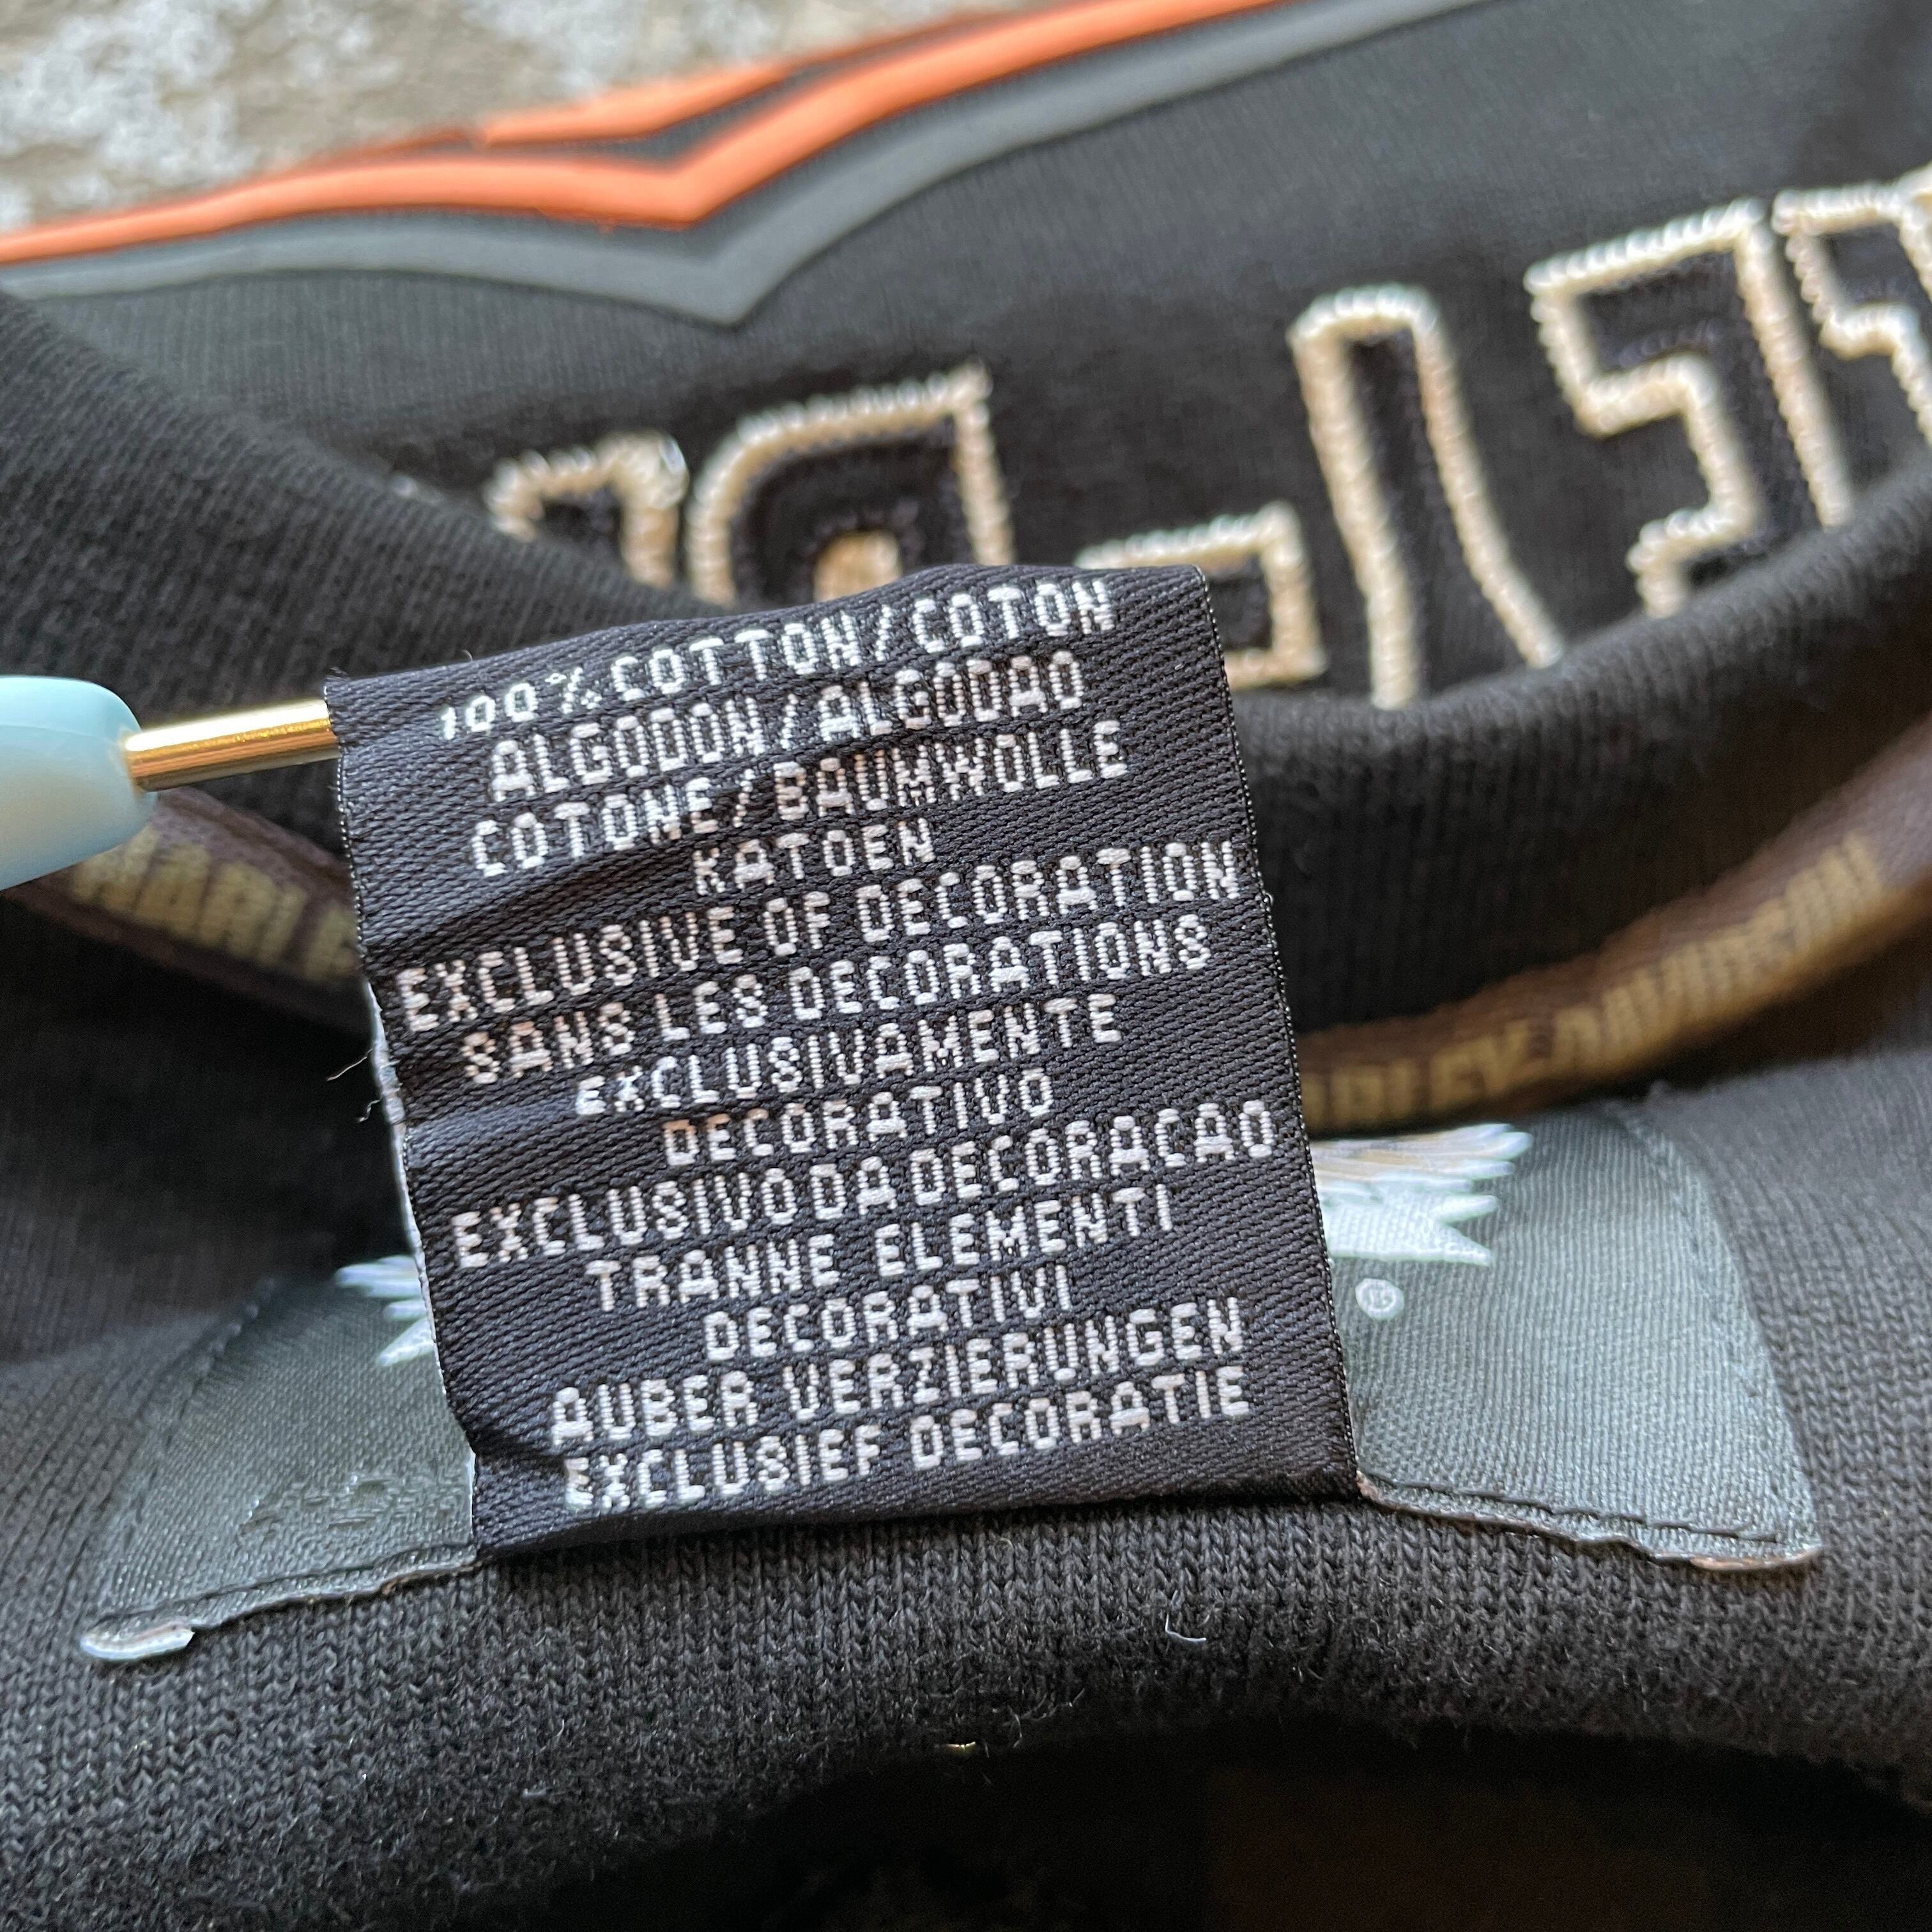 100% COTTON/COTON
ALGODON/ALGODAO
COTONE/BAUMWOLLE
KATOEN
EXCLUSIVE OF DECORATION
SANS LES DECORATIONS
EXCLUSIVAMENTE
DECORATIVO
EXCLUSIVO DA DECORACAO
TRANNE ELEMENTI
DECORATIVI
AUBER VERZIERUNGEN
EXCLUSIEF DECORATIE
®